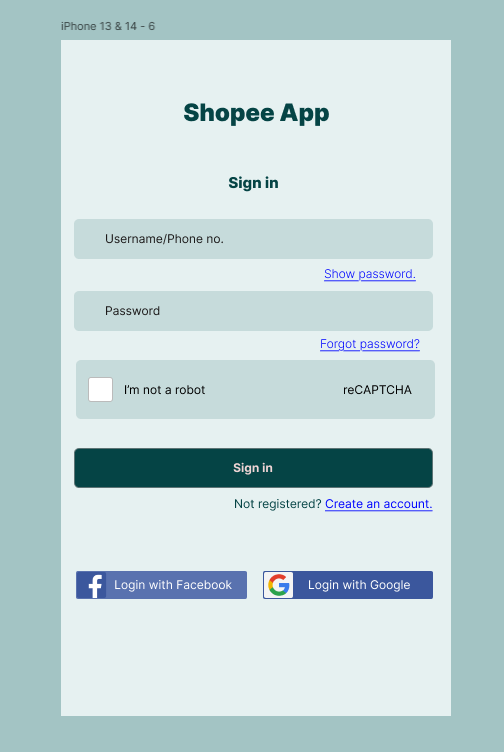 iPhone 13 & 14 - 6
Shopee App
Sign in
Username/Phone no.
Show password.
Password
Forgot password?
I'm not a robot
reCAPTCHA
Sign in
Not registered? Create an account.
Login with Facebook
Login with Google